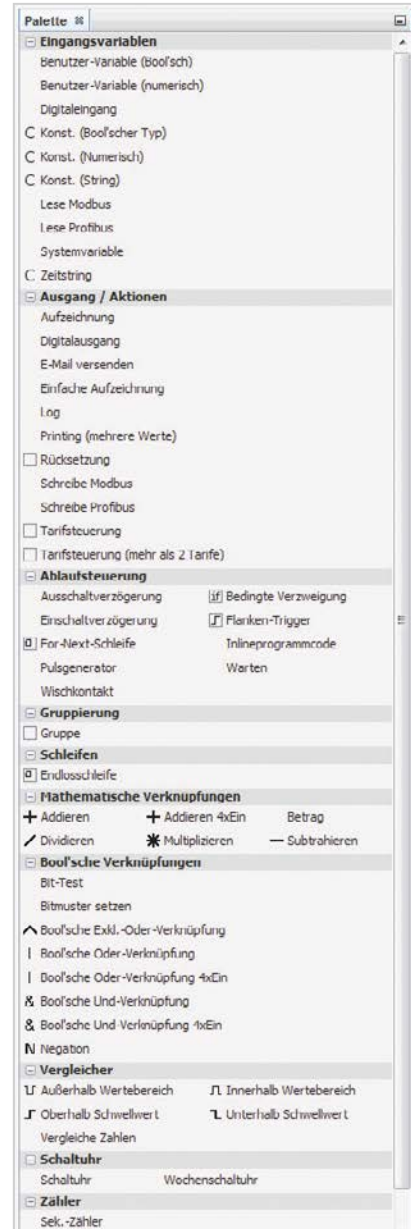 Palette
Eingangsvariablen
Benutzer-Variable (Bool'sch)
Benutzer-Variable (numerisch)
Digitaleingang
C Konst. (Bool'scher Typ)
C Konst. (Numerisch)
C Konst. (String)
Lese Modbus
Lese Profibus
Systemvariable
C Zeitstring
Ausgang / Aktionen
Aufzeichnung
Digitalausgang
E-Mail versenden
Einfache Aufzeichnung
Log
Printing (mehrere Werte)
Rücksetzung
Schreibe Modbus
Schreibe Profibus
Tarifsteuerung
Tarifsteuerung (mehr als 2 Tarife)
Ablaufsteuerung
Ausschaltverzögerung if Bedingte Verzweigung
Einschaltverzögerung Flanken-Trigger
For-Next-Schleife Inlineprogrammcode
Pulsgenerator Warten
Wischkontakt
Gruppierung
Gruppe
Schleifen
Endlosschleife
Mathematische Verknüpfungen
+ Addieren + Addieren 4xEin Betrag
/ Dividieren ✱ Multiplizieren — Subtrahieren
Bool'sche Verknüpfungen
Bit-Test
Bitmuster setzen
Bool'sche Exkl.-Oder-Verknüpfung
| Bool'sche Oder-Verknüpfung
| Bool'sche Oder-Verknüpfung 4xEin
& Bool'sche Und-Verknüpfung
& Bool'sche Und-Verknüpfung 4xEin
N Negation
Vergleicher
Außerhalb Wertebereich Innerhalb Wertebereich
Oberhalb Schwellwert Unterhalb Schwellwert
Vergleiche Zahlen
Schaltuhr
Schaltuhr Wochenschaltuhr
Zähler
Sek.-Zähler